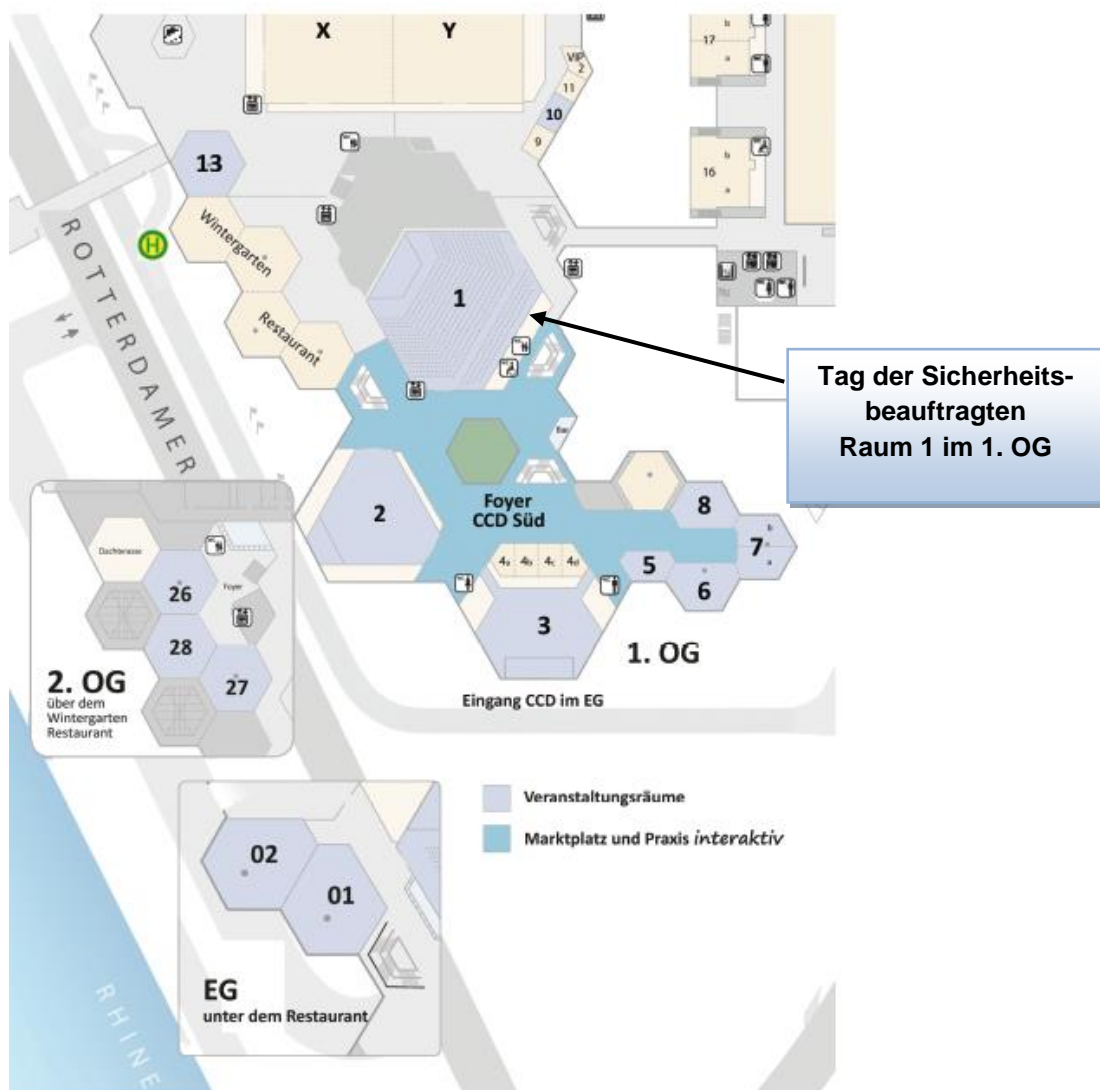 X
Y
b
17
a
VIP
2
11
10
9
13
b
16
a
Wintergarten
H
Restaurant
ROTTERDAMER
1
Tag der Sicherheits-
beauftragten
Raum 1 im 1. OG
Bar
Foyer
CCD Süd
2
8
b
7
a
4a
4b
4c
4d
5
6
3
1. OG
Eingang CCD im EG
Dachterrasse
26
Foyer
28
27
2. OG
über dem
Wintergarten
Restaurant
Veranstaltungsräume
Marktplatz und Praxis interaktiv
02
01
EG
unter dem Restaurant
RHINE